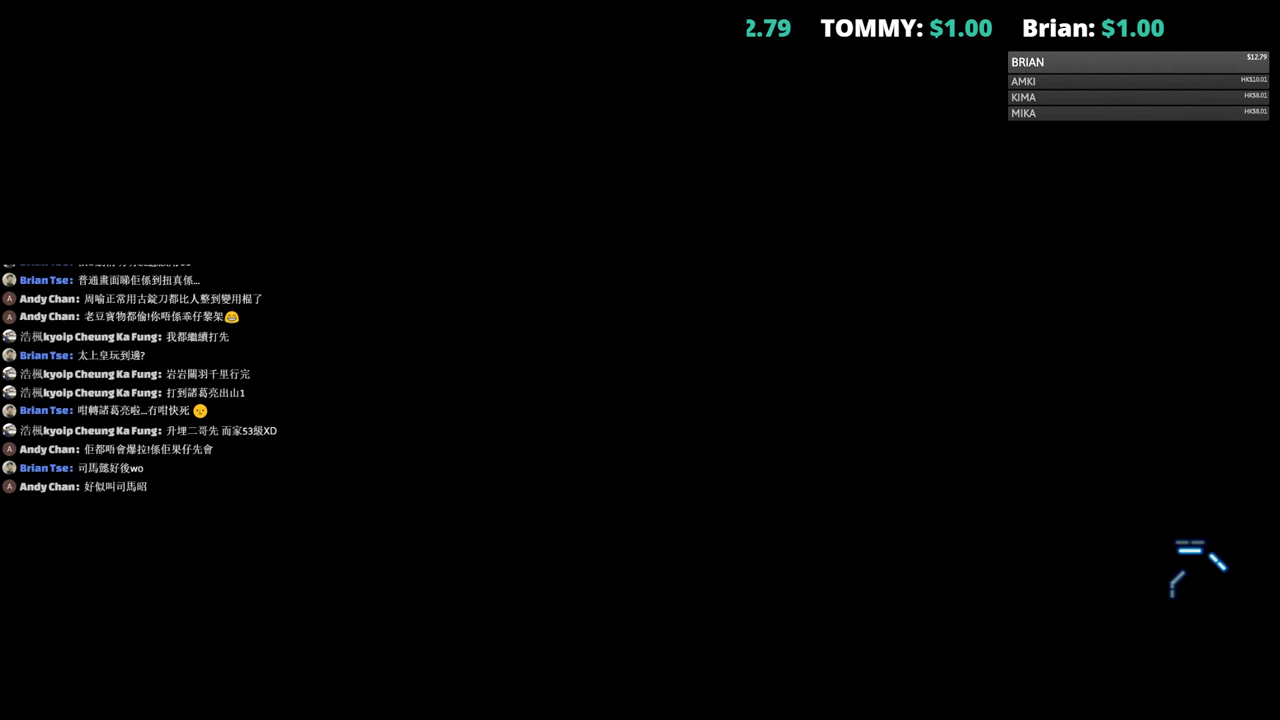 2.79 TOMMY: $1.00 Brian: $1.00
BRIAN $12.79
AMKI HK$10.01
KIMA HK$8.01
MIKA HK$8.01
Brian Tse: 普通畫面睇佢係到扭真係...
Andy Chan: 周喻正常用古錠刀都比人整到變用棍了
Andy Chan: 老豆寶物都偷!你唔係乖仔黎架😁
浩楓kyoip Cheung Ka Fung: 我都繼續打先
Brian Tse: 太上皇玩到邊?
浩楓kyoip Cheung Ka Fung: 岩岩關羽千里行完
浩楓kyoip Cheung Ka Fung: 打到諸葛亮出山1
Brian Tse: 咁轉諸葛亮啦...冇咁快死
浩楓kyoip Cheung Ka Fung: 升埋二哥先 而家53級XD
Andy Chan: 佢都唔會爆拉!係佢果仔先會
Brian Tse: 司馬懿好後wo
Andy Chan: 好似叫司馬昭